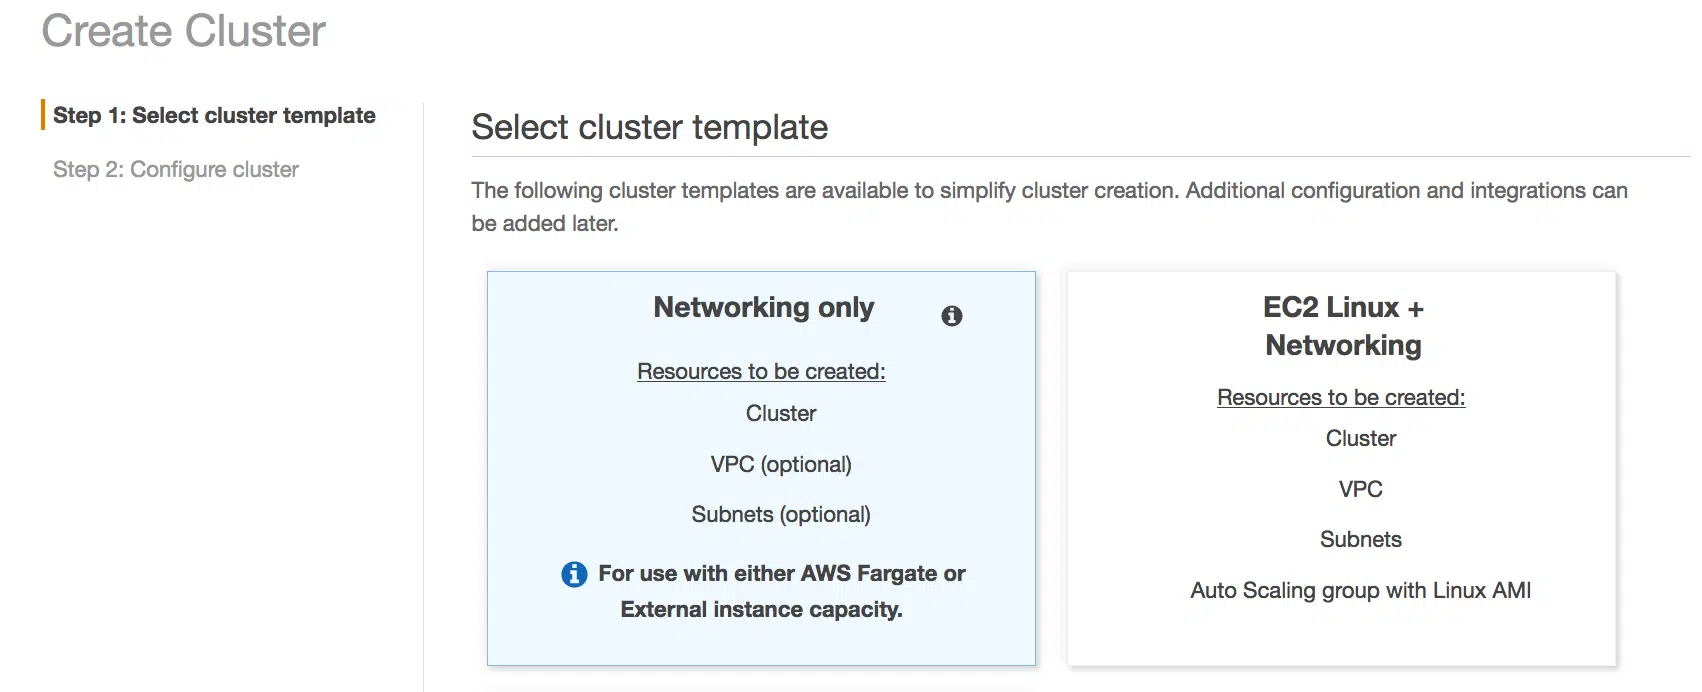 Create Cluster
Step 1: Select cluster template
Step 2: Configure cluster
Select cluster template
The following cluster templates are available to simplify cluster creation. Additional configuration and integrations can
be added later.
Networking only
Resources to be created:
Cluster
VPC (optional)
Subnets (optional)
For use with either AWS Fargate or
External instance capacity.
EC2 Linux +
Networking
Resources to be created:
Cluster
VPC
Subnets
Auto Scaling group with Linux AMI